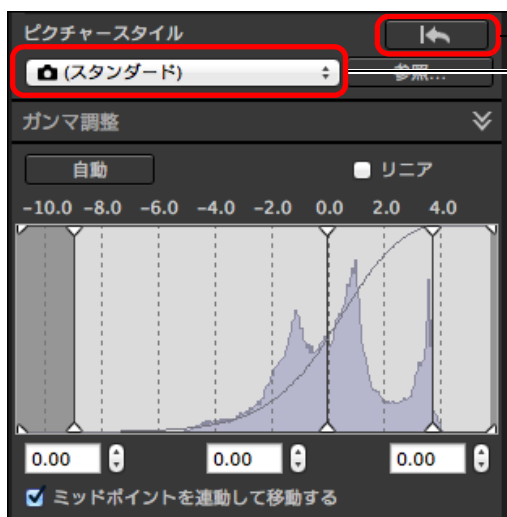 ピクチャースタイル
(スタンダード)
参照...
ガンマ調整
自動
リニア
-10.0 -8.0 -6.0 -4.0 -2.0 0.0 2.0 4.0
0.00 0.00 0.00
ミッドポイントを連動して移動する